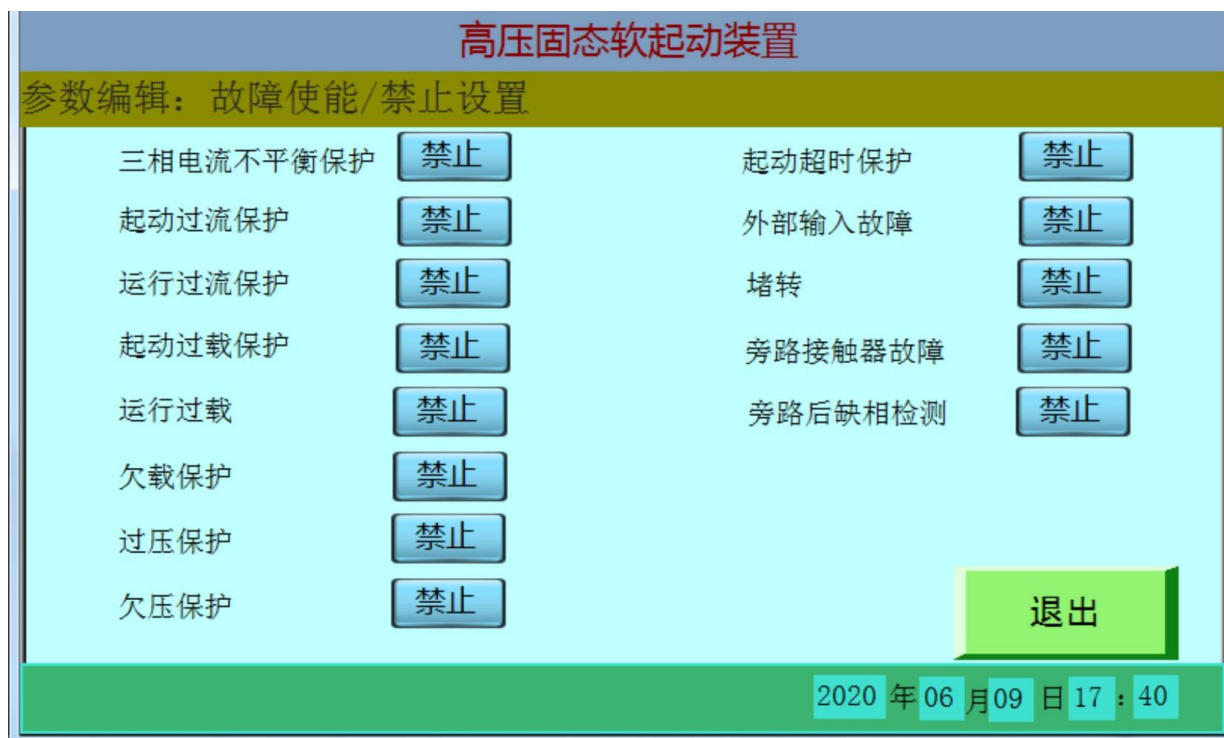 高压固态软起动装置
参数编辑：故障使能/禁止设置
三相电流不平衡保护 禁止 起动超时保护 禁止
起动过流保护 禁止 外部输入故障 禁止
运行过流保护 禁止 堵转 禁止
起动过载保护 禁止 旁路接触器故障 禁止
运行过载 禁止 旁路后缺相检测 禁止
欠载保护 禁止
过压保护 禁止
欠压保护 禁止
退出
2020 年 06 月 09 日 17 : 40